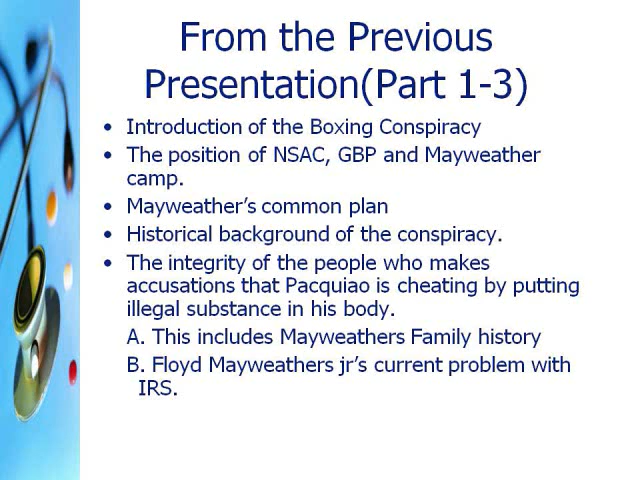 From the Previous
Presentation(Part 1-3)
• Introduction of the Boxing Conspiracy
• The position of NSAC, GBP and Mayweather
camp.
• Mayweather's common plan
• Historical background of the conspiracy.
• The integrity of the people who makes
accusations that Pacquiao is cheating by putting
illegal substance in his body.
A. This includes Mayweathers Family history
B. Floyd Mayweathers jr's current problem with
IRS.